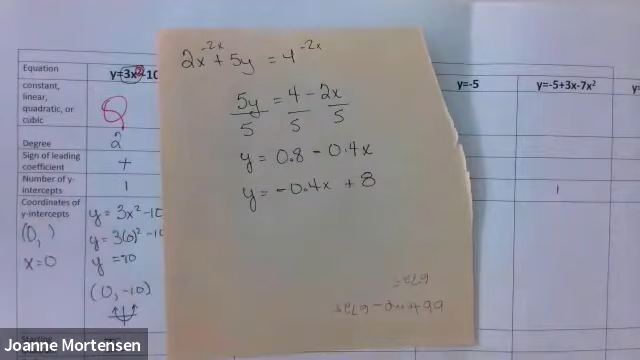 2x^-2x + 5y = 4^-2x
5y/5 = 4/5 - 2x/5
y = 0.8 - 0.4x
y = -0.4x + 8
Equation
y=3x²-10
y=-5
y=-5+3x-7x²
constant,
linear,
quadratic, or
cubic
Q
Degree
2
Sign of leading
coefficient
+
Number of y-
intercepts
1
1
Coordinates of
y-intercepts
(0, )
x=0
y = 3x²-10
y = 3(0)²-10
(0,-10)
Joanne Mortensen